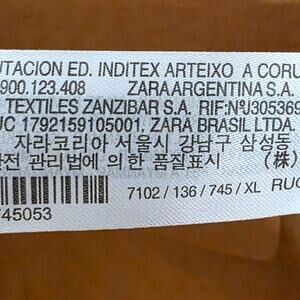 UTACION ED. INDITEX ARTEIXO A CORU
900.123.408 ZARA ARGENTINA S.A.
TEXTILES ZANZIBAR S.A. RIF:NºJ305369
UC 1792159105001, ZARA BRASIL LTDA.
자라코리아 서울시 강남구 삼성동
관리법에 의한 품질표시 (株)
7102 / 136 / 745 / XL RUC
45053